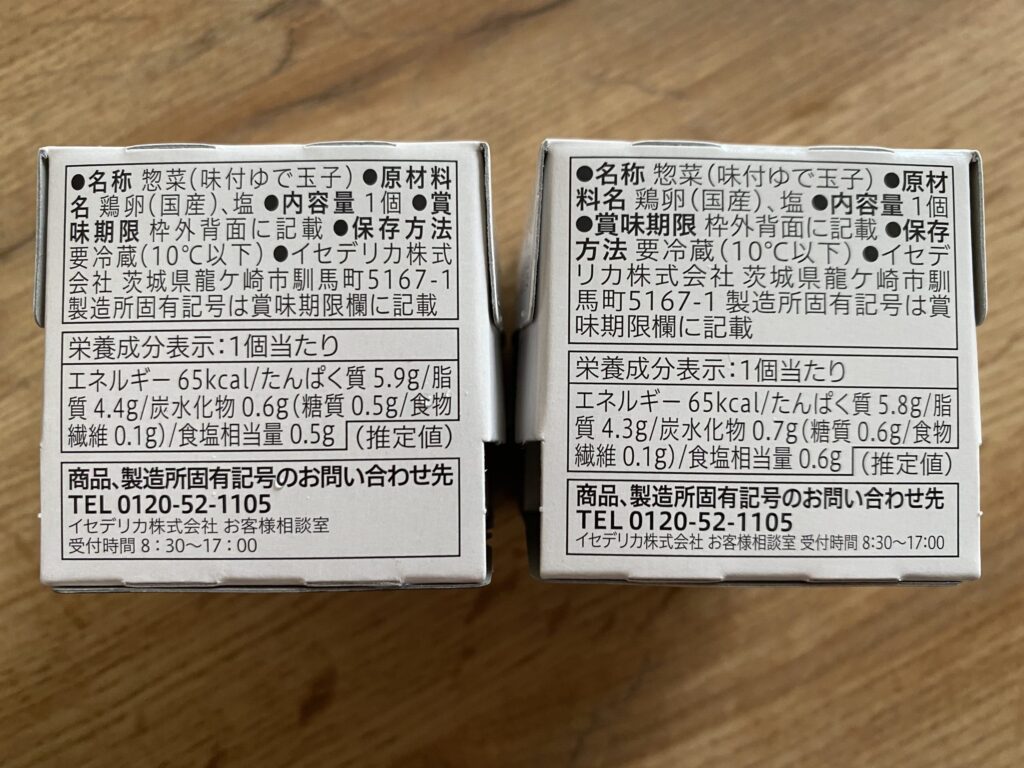 ●名称 惣菜(味付ゆで玉子) ●原材料
名 鶏卵(国産)、塩 ●内容量 1個 ●賞
味期限 枠外背面に記載 ●保存方法
要冷蔵(10℃以下) ●イセデリカ株式
会社 茨城県龍ケ崎市馴馬町5167-1
製造所固有記号は賞味期限欄に記載
栄養成分表示:1個当たり
エネルギー 65kcal/たんぱく質 5.9g/脂
質 4.4g/炭水化物 0.6g(糖質 0.5g/食物
繊維 0.1g)/食塩相当量 0.5g (推定値)
商品、製造所固有記号のお問い合わせ先
TEL 0120-52-1105
イセデリカ株式会社 お客様相談室
受付時間 8:30〜17:00
●名称 惣菜(味付ゆで玉子) ●原材
料名 鶏卵(国産)、塩 ●内容量 1個
●賞味期限 枠外背面に記載 ●保存
方法 要冷蔵(10℃以下) ●イセデ
リカ株式会社 茨城県龍ケ崎市馴
馬町5167-1 製造所固有記号は賞
味期限欄に記載
栄養成分表示:1個当たり
エネルギー 65kcal/たんぱく質 5.8g/脂
質 4.3g/炭水化物 0.7g(糖質 0.6g/食物
繊維 0.1g)/食塩相当量 0.6g (推定値)
商品、製造所固有記号のお問い合わせ先
TEL 0120-52-1105
イセデリカ株式会社 お客様相談室 受付時間 8:30〜17:00